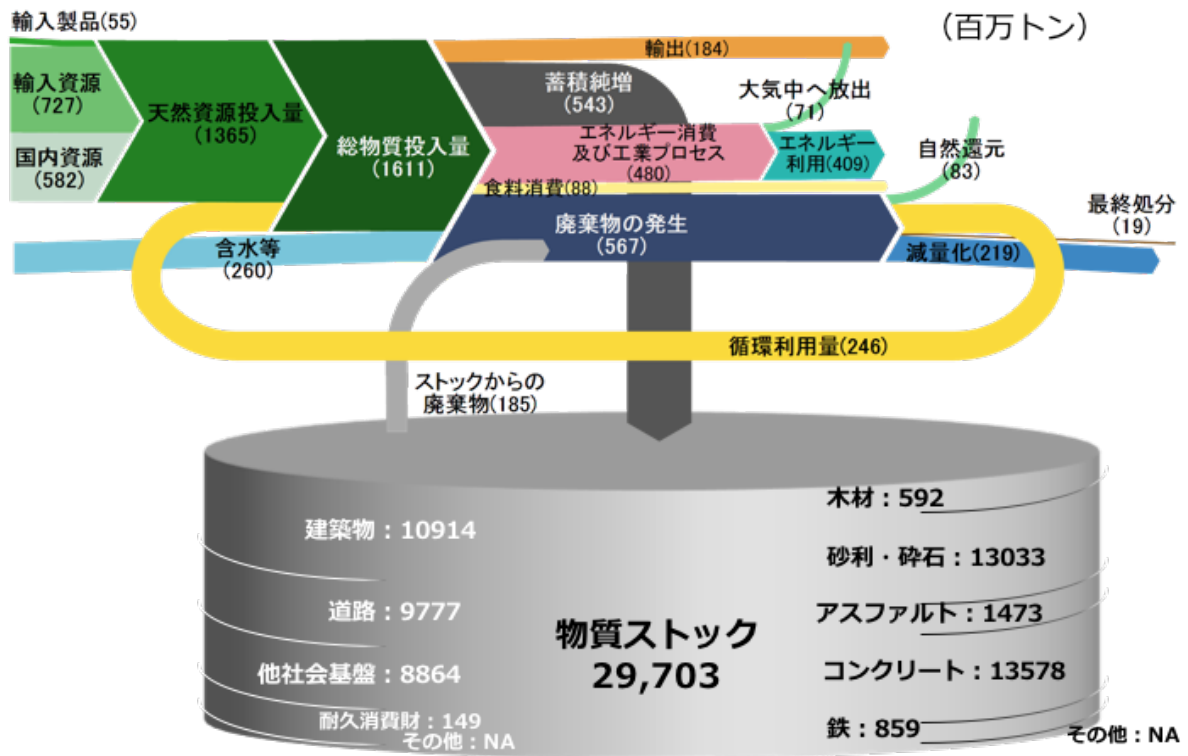 輸入製品(55)
(百万トン)
輸出(184)
輸入資源
(727)
蓄積純増
(543)
大気中へ放出
(71)
天然資源投入量
(1365)
総物質投入量
(1611)
エネルギー消費
及び工業プロセス
(480)
エネルギー
利用(409)
自然還元
(83)
国内資源
(582)
食料消費(88)
最終処分
(19)
廃棄物の発生
(567)
含水等
(260)
減量化(219)
循環利用量(246)
ストックからの
廃棄物(185)
建築物：10914
道路：9777
他社会基盤：8864
耐久消費財：149
その他：NA
物質ストック
29,703
木材：592
砂利・砕石：13033
アスファルト：1473
コンクリート：13578
鉄：859
その他：NA